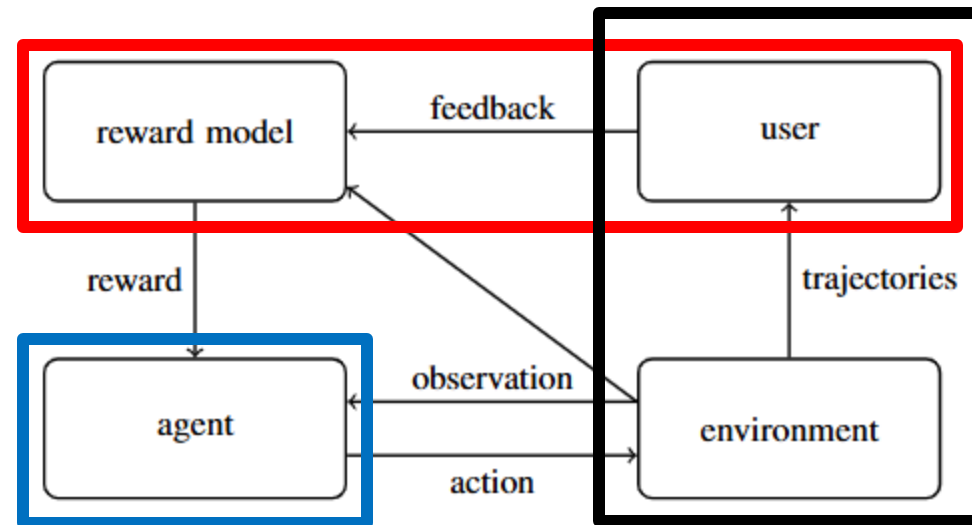 feedback
reward model
user
reward
trajectories
observation
agent
environment
action